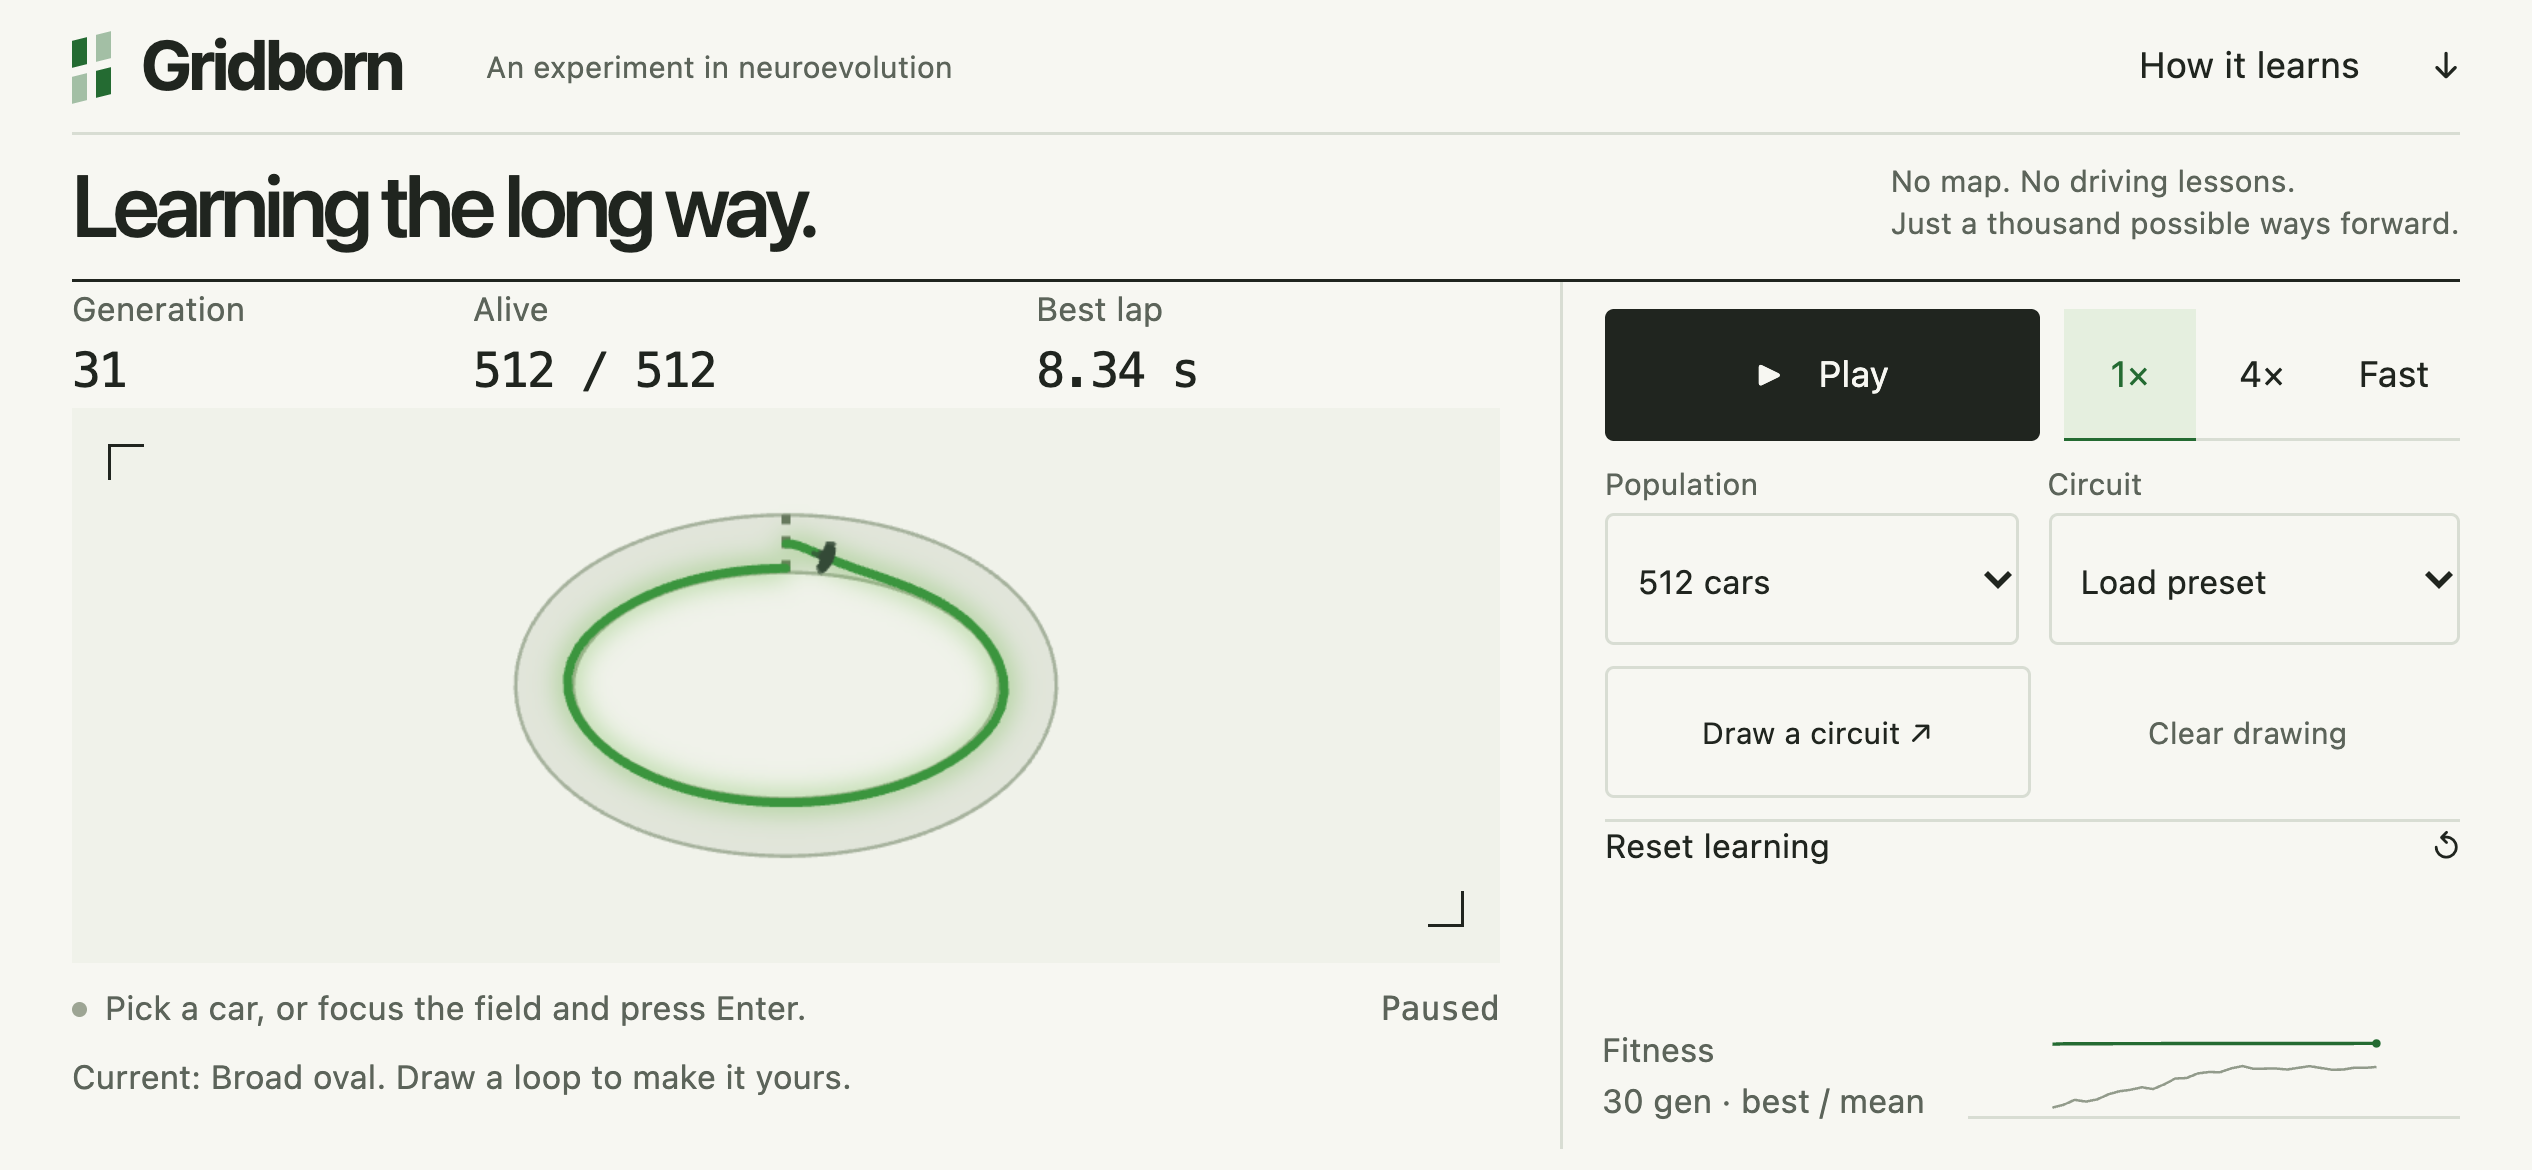 Gridborn
An experiment in neuroevolution
How it learns ↓
Learning the long way.
No map. No driving lessons.
Just a thousand possible ways forward.
Generation
31
Alive
512 / 512
Best lap
8.34 s
Play
1×
4×
Fast
Population
512 cars
Circuit
Load preset
Draw a circuit ↗
Clear drawing
Reset learning
Pick a car, or focus the field and press Enter.
Paused
Current: Broad oval. Draw a loop to make it yours.
Fitness
30 gen · best / mean